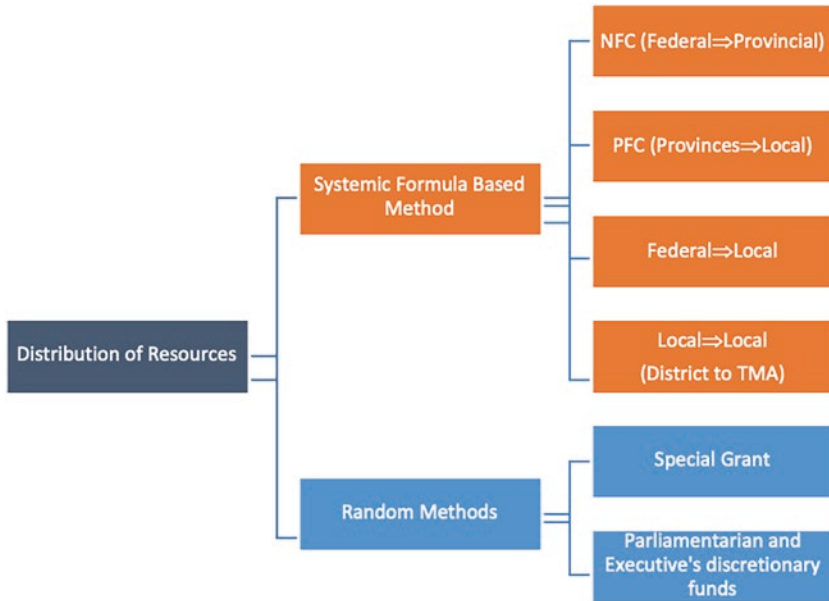 NFC (Federal⇒Provincial)
PFC (Provinces⇒Local)
Systemic Formula Based
Method
Federal⇒Local
Distribution of Resources
Local⇒Local
(District to TMA)
Special Grant
Random Methods
Parliamentarian and
Executive's discretionary
funds